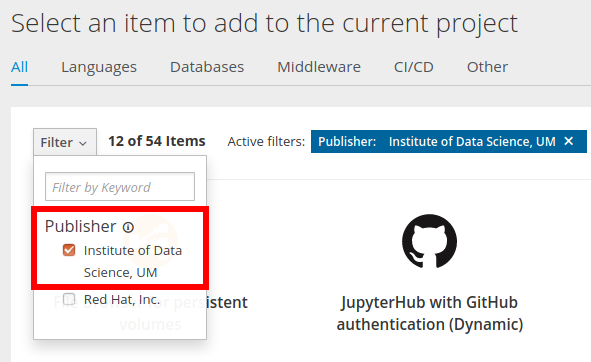 Select an item to add to the current project
All Languages Databases Middleware CI/CD Other
Filter 12 of 54 Items Active filters: Publisher: Institute of Data Science, UM ×
Filter by Keyword
Publisher
Institute of Data
Science, UM
Red Hat, Inc.
persistent
volumes
JupyterHub with GitHub
authentication (Dynamic)